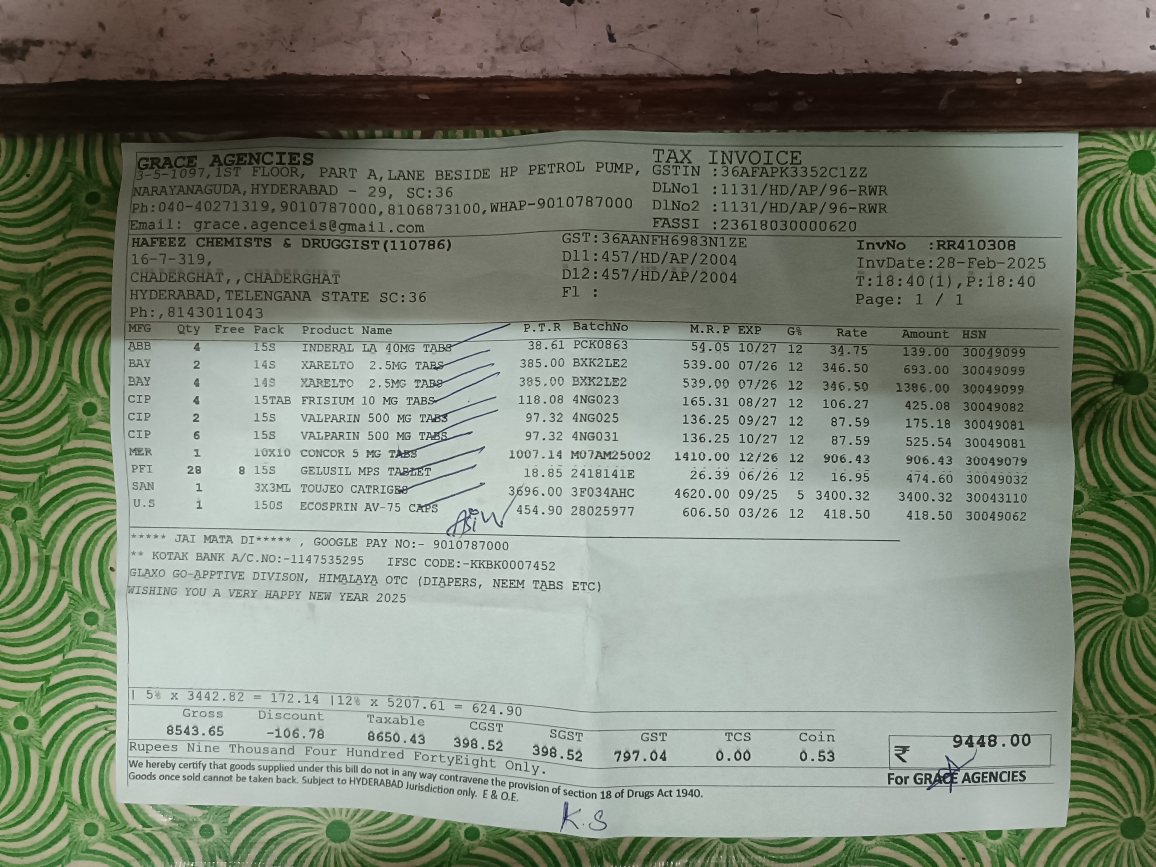 GRACE AGENCIES TAX INVOICE
3-5-1097,1ST FLOOR, PART A,LANE BESIDE HP PETROL PUMP, GSTIN :36AFAPK3352C1ZZ
NARAYANAGUDA,HYDERABAD - 29, SC:36 DLNo1 :1131/HD/AP/96-RWR
Ph:040-40271319,9010787000,8106873100,WHAP-9010787000 DlNo2 :1131/HD/AP/96-RWR
Email: grace.agenceis@gmail.com FASSI :23618030000620
HAFEEZ CHEMISTS & DRUGGIST(110786) GST:36AANFH6983N1ZE InvNo :RR410308
16-7-319, D11:457/HD/AP/2004 InvDate:28-Feb-2025
CHADERGHAT,,CHADERGHAT D12:457/HD/AP/2004 T:18:40(1),P:18:40
HYDERABAD,TELENGANA STATE SC:36 F1 : Page: 1 / 1
Ph:,8143011043
MFG Qty Free Pack Product Name P.T.R BatchNo M.R.P EXP G% Rate Amount HSN
ABB 4 15S INDERAL LA 40MG TABS 38.61 PCK0863 54.05 10/27 12 34.75 139.00 30049099
BAY 2 14S XARELTO 2.5MG TABS 385.00 BXK2LE2 539.00 07/26 12 346.50 693.00 30049099
BAY 4 14S XARELTO 2.5MG TABS 385.00 BXK2LE2 539.00 07/26 12 346.50 1386.00 30049099
CIP 4 15TAB FRISIUM 10 MG TABS 118.08 4NG023 165.31 08/27 12 106.27 425.08 30049082
CIP 2 15S VALPARIN 500 MG TABS 97.32 4NG025 136.25 09/27 12 87.59 175.18 30049081
CIP 6 15S VALPARIN 500 MG TABS 97.32 4NG031 136.25 10/27 12 87.59 525.54 30049081
MER 1 10X10 CONCOR 5 MG TABS 1007.14 M07AM25002 1410.00 12/26 12 906.43 906.43 30049079
PFI 28 8 15S GELUSIL MPS TABLET 18.85 2418141E 26.39 06/26 12 16.95 474.60 30049032
SAN 1 3X3ML TOUJEO CATRIGES 3696.00 3F034AHC 4620.00 09/25 5 3400.32 3400.32 30043110
U.S 1 150S ECOSPRIN AV-75 CAPS 454.90 28025977 606.50 03/26 12 418.50 418.50 30049062
***** JAI MATA DI***** , GOOGLE PAY NO:- 9010787000
** KOTAK BANK A/C.NO:-1147535295 IFSC CODE:-KKBK0007452
GLAXO GO-APPTIVE DIVISON, HIMALAYA OTC (DIAPERS, NEEM TABS ETC)
WISHING YOU A VERY HAPPY NEW YEAR 2025
| 5% x 3442.82 = 172.14 |12% x 5207.61 = 624.90
Gross Discount Taxable CGST SGST GST TCS Coin
8543.65 -106.78 8650.43 398.52 398.52 797.04 0.00 0.53 ₹ 9448.00
Rupees Nine Thousand Four Hundred FortyEight Only.
We hereby certify that goods supplied under this bill do not in any way contravene the provision of section 18 of Drugs Act 1940.
Goods once sold cannot be taken back. Subject to HYDERABAD Jurisdiction only. E & O.E. For GRACE AGENCIES
K.S